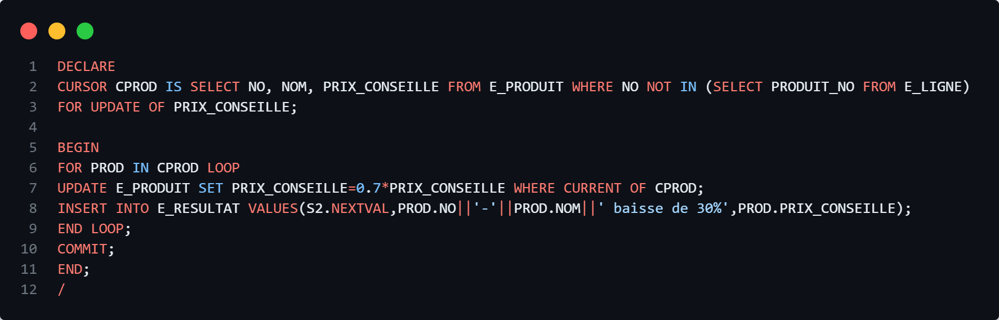 1 DECLARE
2 CURSOR CPROD IS SELECT NO, NOM, PRIX_CONSEILLE FROM E_PRODUIT WHERE NO NOT IN (SELECT PRODUIT_NO FROM E_LIGNE)
3 FOR UPDATE OF PRIX_CONSEILLE;
4
5 BEGIN
6 FOR PROD IN CPROD LOOP
7 UPDATE E_PRODUIT SET PRIX_CONSEILLE=0.7*PRIX_CONSEILLE WHERE CURRENT OF CPROD;
8 INSERT INTO E_RESULTAT VALUES(S2.NEXTVAL,PROD.NO||'-'||PROD.NOM||' baisse de 30%',PROD.PRIX_CONSEILLE);
9 END LOOP;
10 COMMIT;
11 END;
12 /